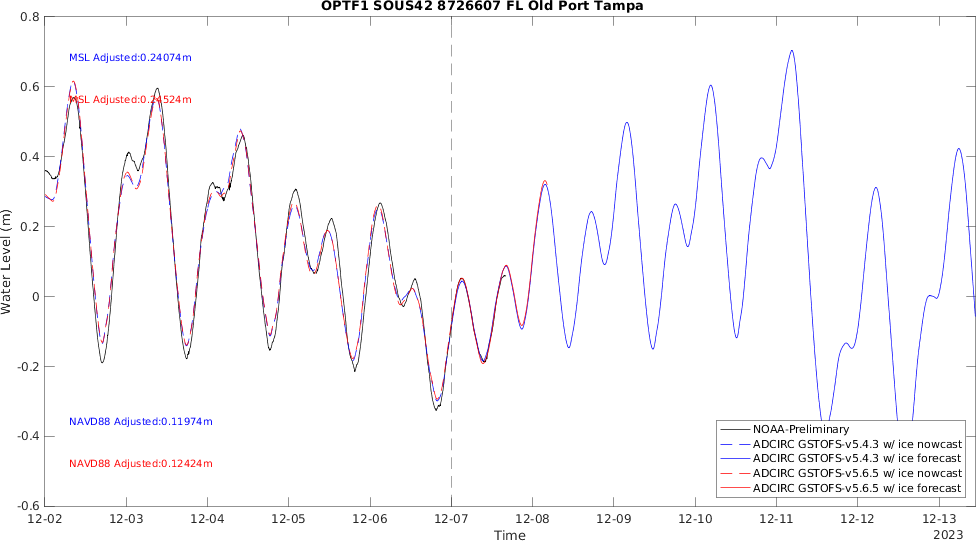 OPTF1 SOUS42 8726607 FL Old Port Tampa
0.8
0.6
0.4
0.2
0
-0.2
-0.4
-0.6
Water Level (m)
MSL Adjusted:0.24074m
MSL Adjusted:0.24524m
NAVD88 Adjusted:0.11974m
NAVD88 Adjusted:0.12424m
NOAA-Preliminary
ADCIRC GSTOFS-v5.4.3 w/ ice nowcast
ADCIRC GSTOFS-v5.4.3 w/ ice forecast
ADCIRC GSTOFS-v5.6.5 w/ ice nowcast
ADCIRC GSTOFS-v5.6.5 w/ ice forecast
12-02 12-03 12-04 12-05 12-06 12-07 12-08 12-09 12-10 12-11 12-12 12-13
Time
2023